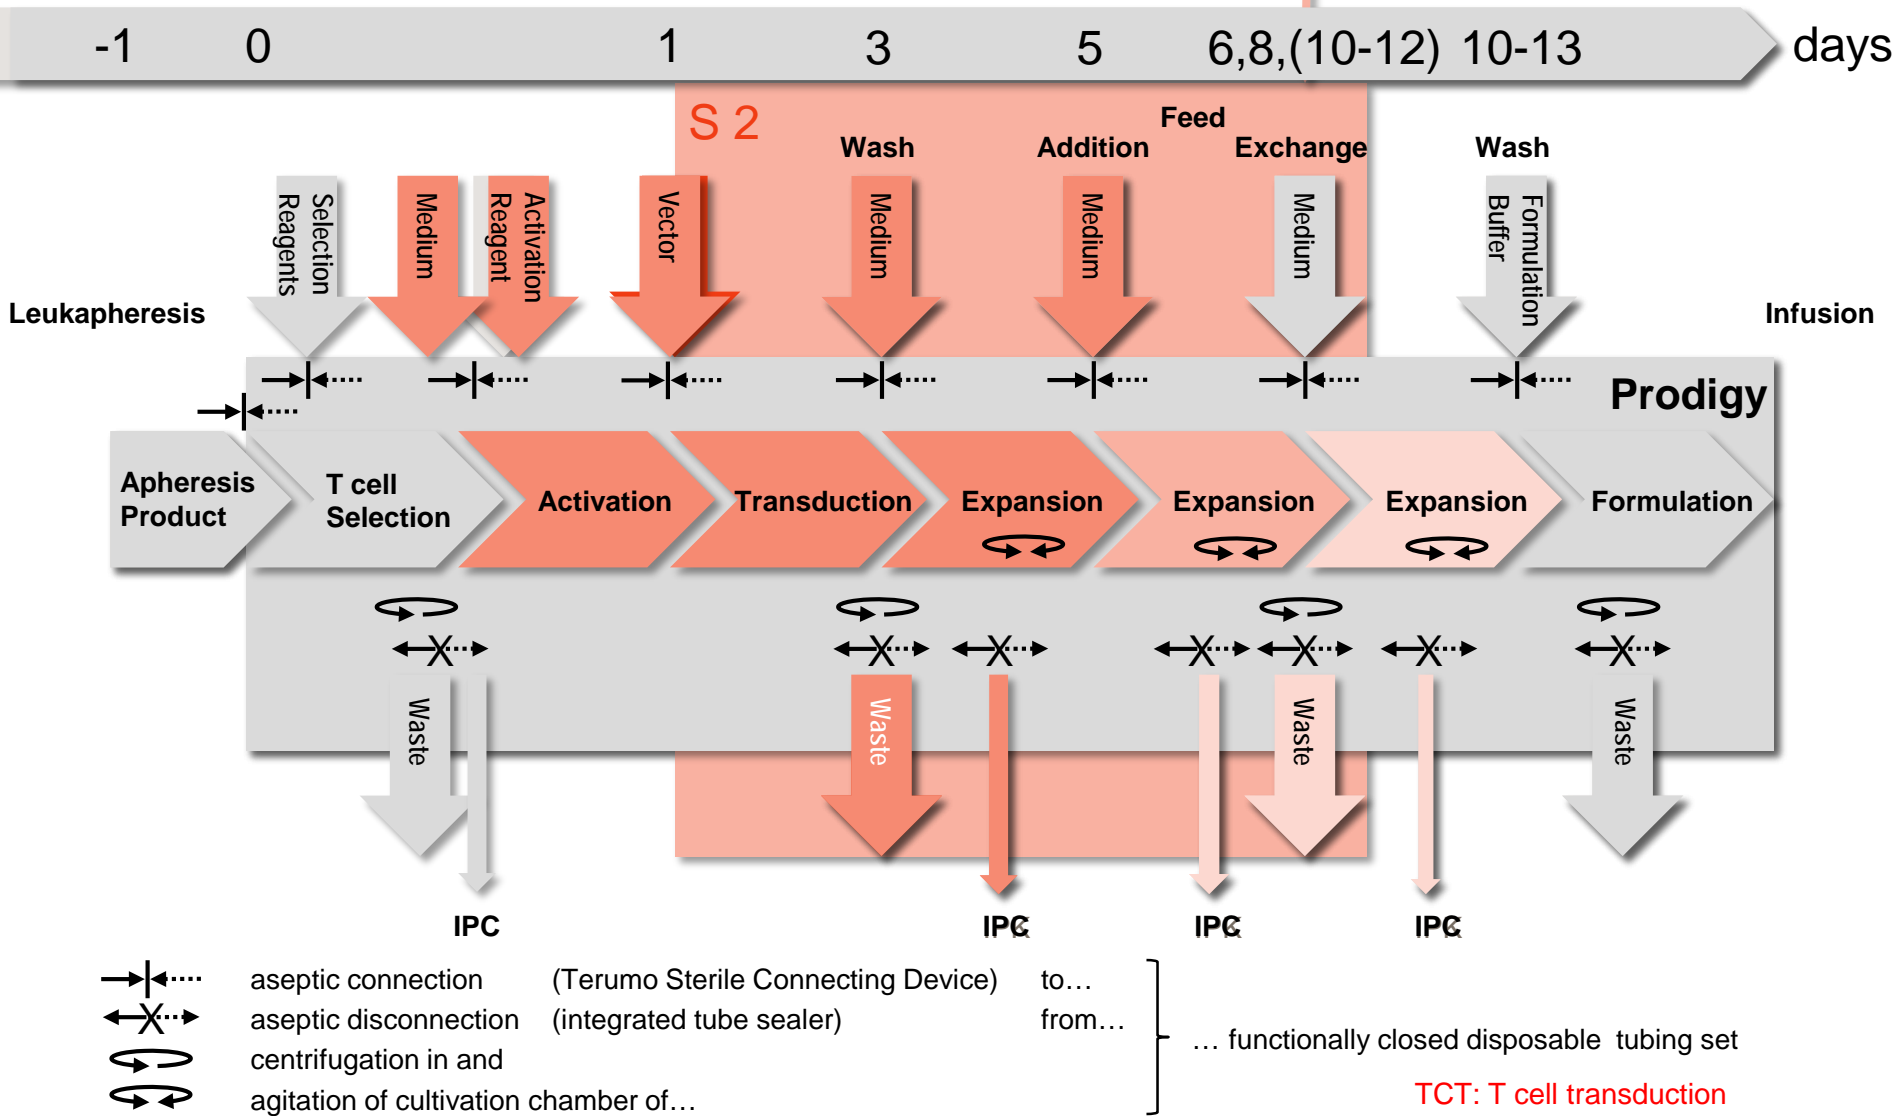 -1 0 1 3 5 6,8,(10-12) 10-13 days
S 2
Feed
Wash Addition Exchange Wash
Selection
Reagents
Medium
Activation
Reagent
Vector
Medium
Medium
Medium
Formulation
Buffer
Leukapheresis
Infusion
Prodigy
Apheresis
Product
T cell
Selection
Activation
Transduction
Expansion
Expansion
Expansion
Formulation
Waste
Waste
Waste
Waste
IPC
IPC
IPC
IPC
aseptic connection (Terumo Sterile Connecting Device) to…
aseptic disconnection (integrated tube sealer) from…
centrifugation in and
agitation of cultivation chamber of…
… functionally closed disposable tubing set
TCT: T cell transduction